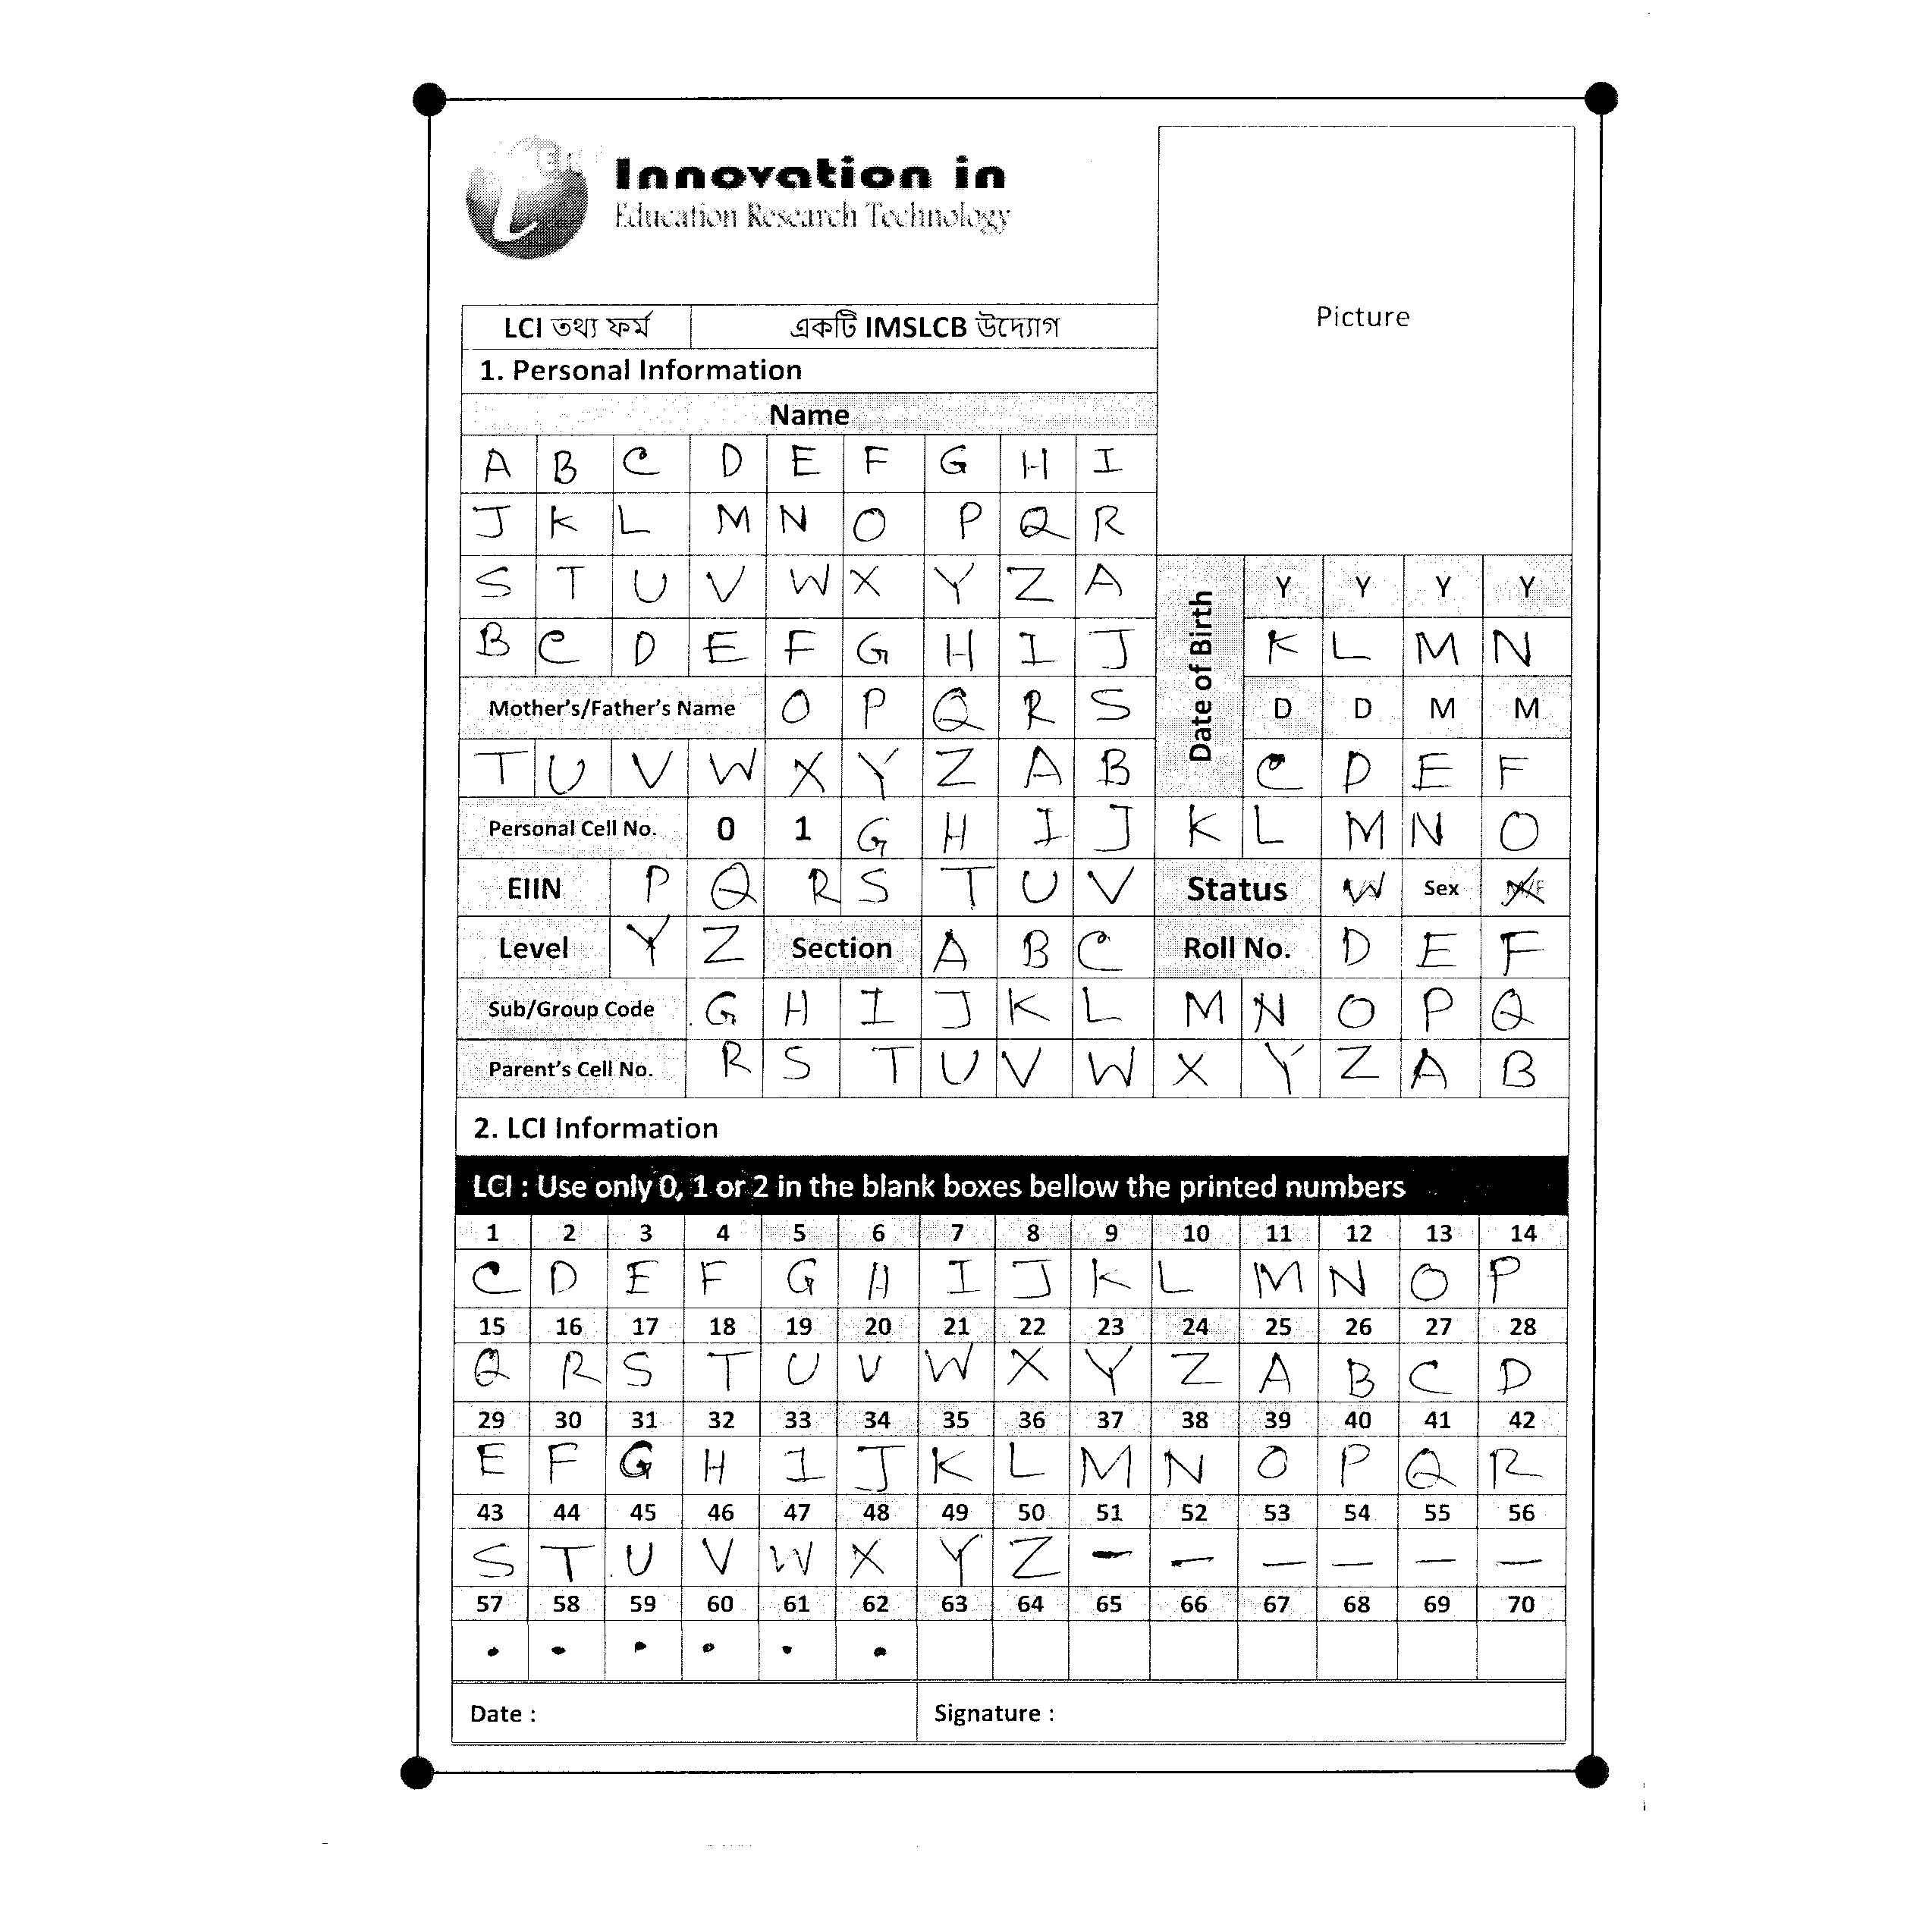 Innovation in
Education Research Technology
Picture
LCI তথ্য ফর্ম একটি IMSLCB উদ্যোগ
1. Personal Information
Name
A B C D E F G H I
J K L M N O P Q R
S T U V W X Y Z A
Date of Birth Y Y Y Y
B C D E F G H I J K L M N
Mother's/Father's Name O P Q R S D D M M
T U V W X Y Z A B C D E F
Personal Cell No. 0 1 G H I J K L M N O
EIIN P Q R S T U V Status W Sex X
Level Y Z Section A B C Roll No. D E F
Sub/Group Code G H I J K L M N O P Q
Parent's Cell No. R S T U V W X Y Z A B
2. LCI Information
LCI : Use only 0, 1 or 2 in the blank boxes bellow the printed numbers
1 2 3 4 5 6 7 8 9 10 11 12 13 14
C D E F G H I J K L M N O P
15 16 17 18 19 20 21 22 23 24 25 26 27 28
Q R S T U V W X Y Z A B C D
29 30 31 32 33 34 35 36 37 38 39 40 41 42
E F G H I J K L M N O P Q R
43 44 45 46 47 48 49 50 51 52 53 54 55 56
S T U V W X Y Z - - - - - -
57 58 59 60 61 62 63 64 65 66 67 68 69 70
. . . . . .
Date : Signature :